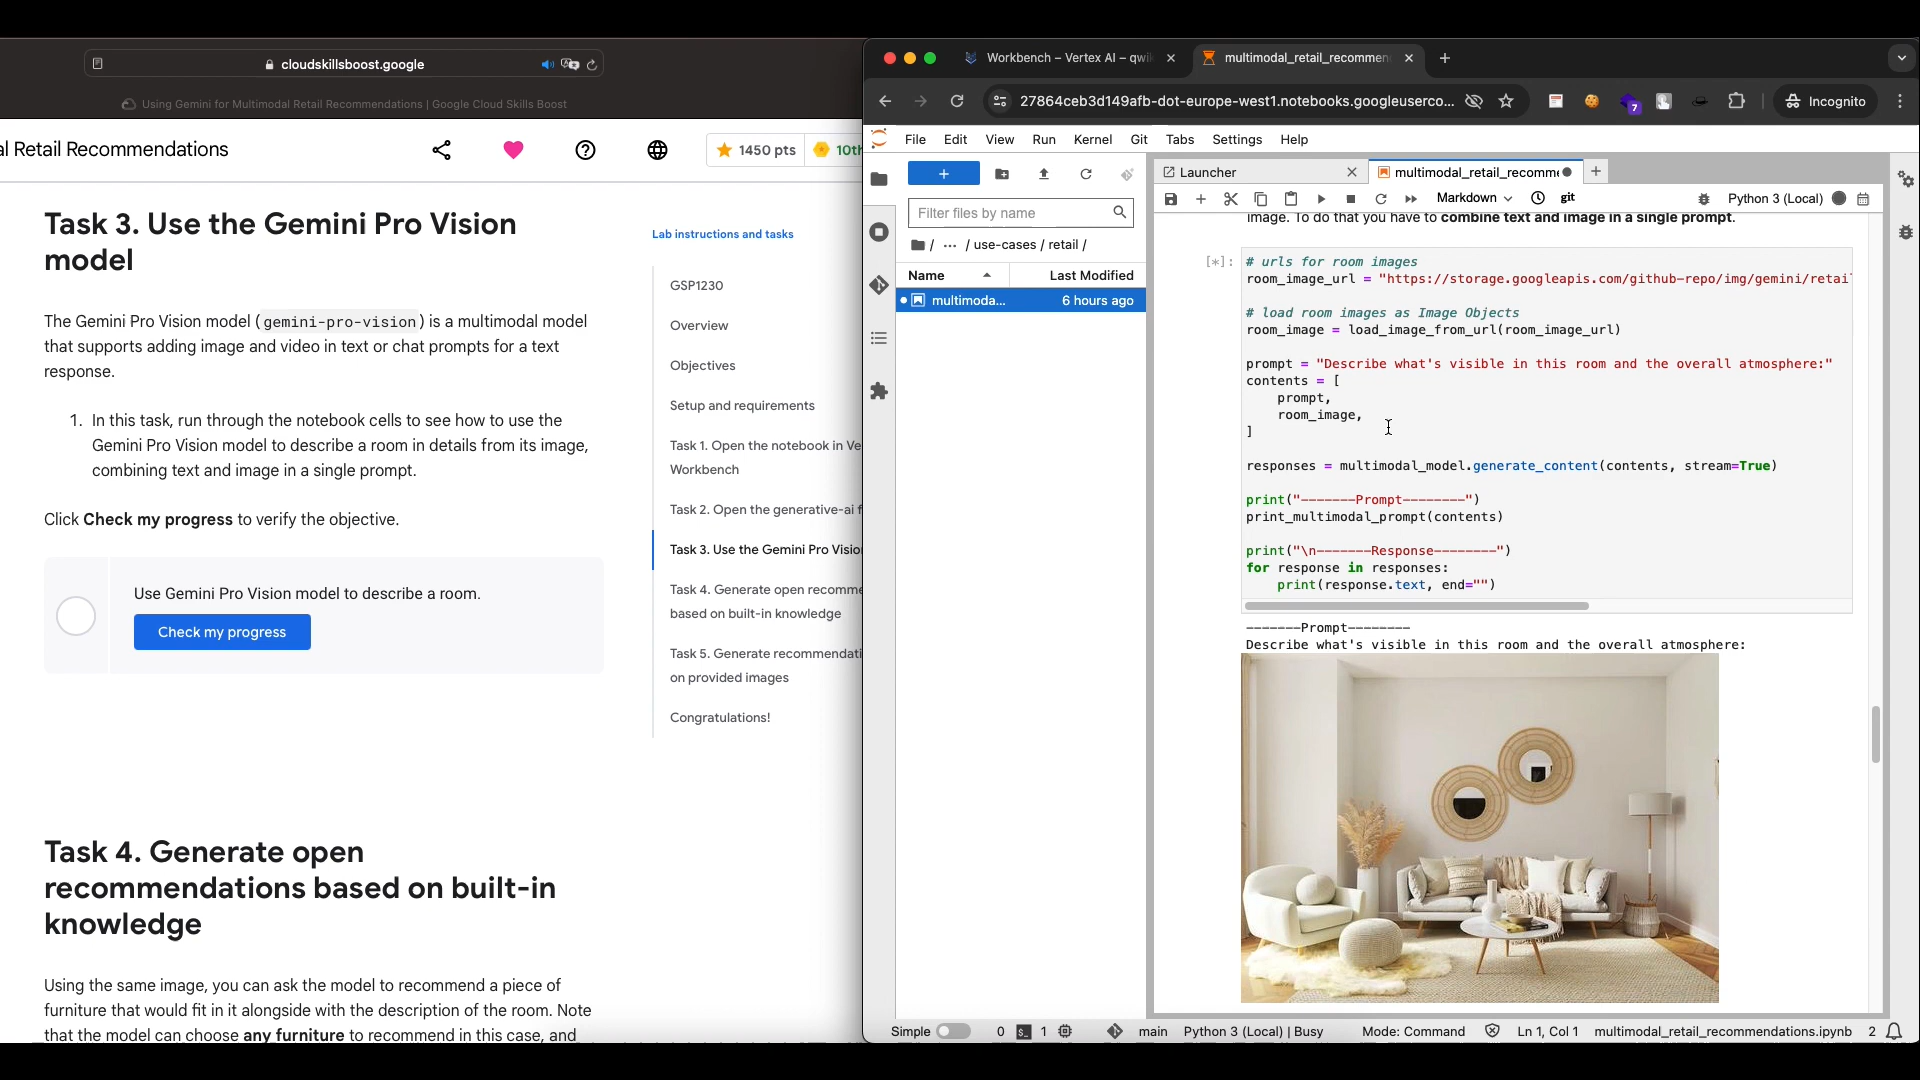 cloudskillsboost.google
Using Gemini for Multimodal Retail Recommendations | Google Cloud Skills Boost
al Retail Recommendations
1450 pts
10th
Task 3. Use the Gemini Pro Vision
model
The Gemini Pro Vision model (gemini-pro-vision) is a multimodal model
that supports adding image and video in text or chat prompts for a text
response.
1. In this task, run through the notebook cells to see how to use the
Gemini Pro Vision model to describe a room in details from its image,
combining text and image in a single prompt.
Click Check my progress to verify the objective.
Use Gemini Pro Vision model to describe a room.
Check my progress
Task 4. Generate open
recommendations based on built-in
knowledge
Using the same image, you can ask the model to recommend a piece of
furniture that would fit in it alongside with the description of the room. Note
that the model can choose any furniture to recommend in this case, and
Lab instructions and tasks
GSP1230
Overview
Objectives
Setup and requirements
Task 1. Open the notebook in Ve
Workbench
Task 2. Open the generative-ai f
Task 3. Use the Gemini Pro Visio
Task 4. Generate open recomme
based on built-in knowledge
Task 5. Generate recommendati
on provided images
Congratulations!
Workbench – Vertex AI – qwik
multimodal_retail_recommen
27864ceb3d149afb-dot-europe-west1.notebooks.googleuserco...
7
Incognito
File Edit View Run Kernel Git Tabs Settings Help
Filter files by name
/ ... / use-cases / retail /
Name Last Modified
multimoda... 6 hours ago
Launcher
multimodal_retail_recomme
Markdown
git
Python 3 (Local)
image. To do that you have to combine text and image in a single prompt.
[*]:
# urls for room images
room_image_url = "https://storage.googleapis.com/github-repo/img/gemini/retail
# load room images as Image Objects
room_image = load_image_from_url(room_image_url)
prompt = "Describe what's visible in this room and the overall atmosphere:"
contents = [
prompt,
room_image,
]
responses = multimodal_model.generate_content(contents, stream=True)
print("-------Prompt--------")
print_multimodal_prompt(contents)
print("\n-------Response--------")
for response in responses:
print(response.text, end="")
-------Prompt--------
Describe what's visible in this room and the overall atmosphere:
Simple 0 1 main Python 3 (Local) | Busy Mode: Command Ln 1, Col 1 multimodal_retail_recommendations.ipynb 2